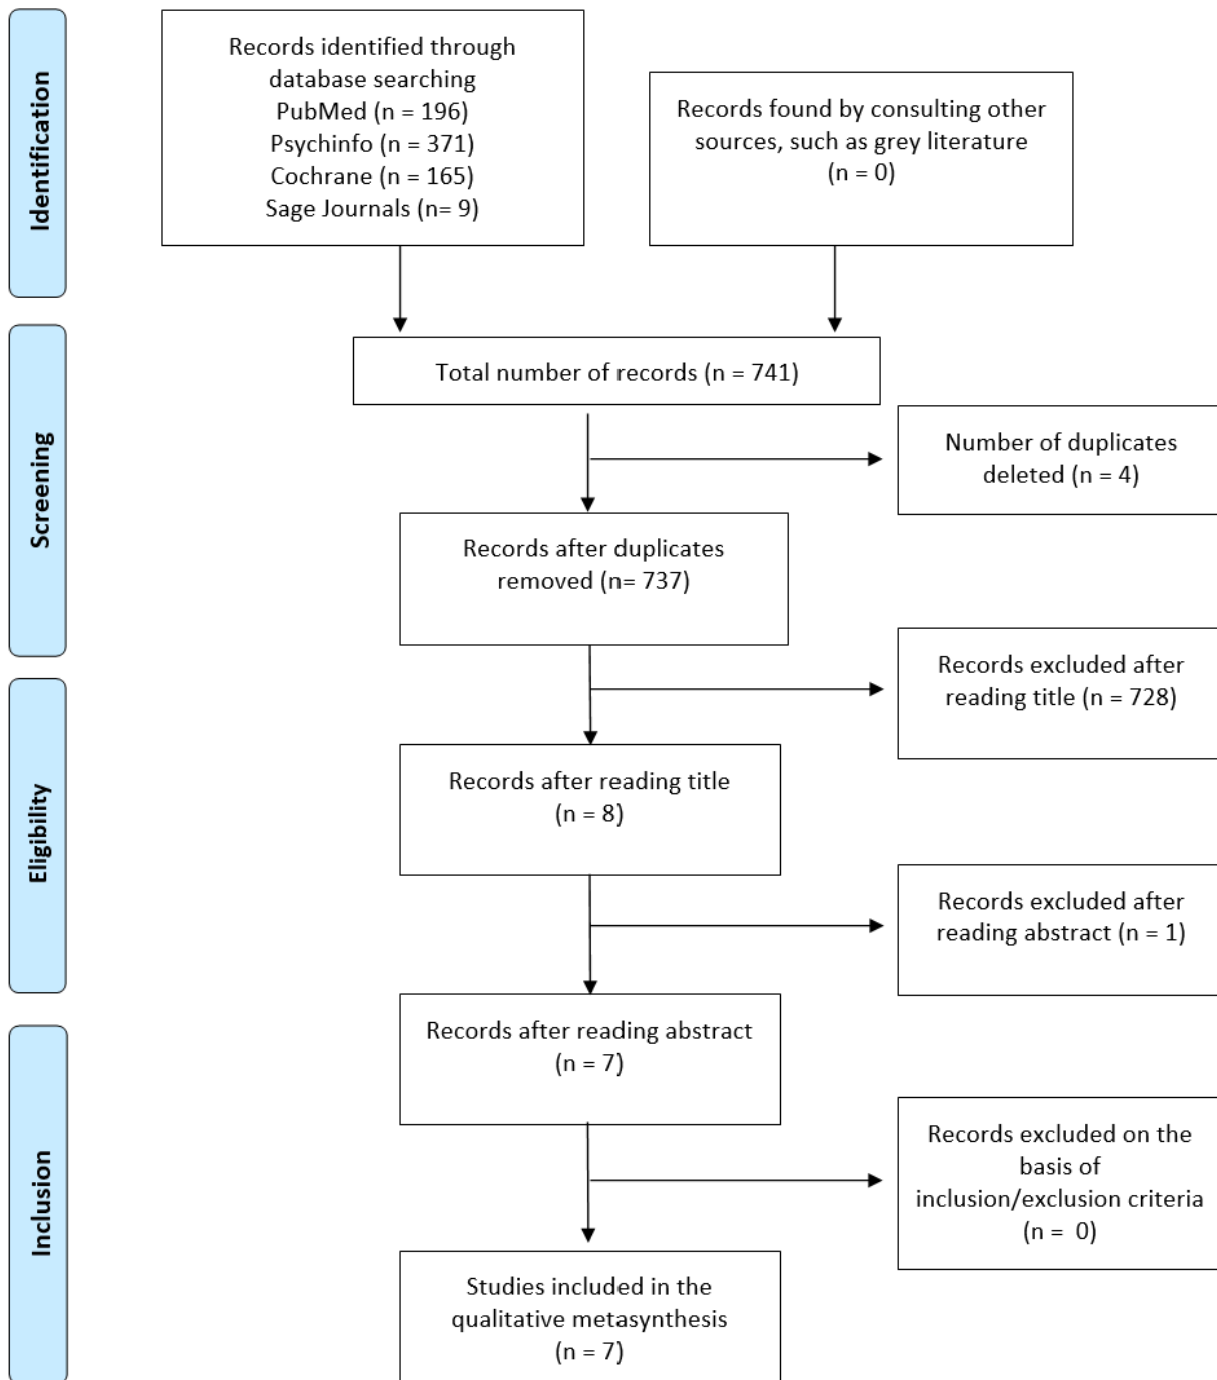 Identification
Records identified through
database searching
PubMed (n = 196)
Psychinfo (n = 371)
Cochrane (n = 165)
Sage Journals (n= 9)
Records found by consulting other
sources, such as grey literature
(n = 0)
Screening
Total number of records (n = 741)
Number of duplicates
deleted (n = 4)
Records after duplicates
removed (n= 737)
Records excluded after
reading title (n = 728)
Eligibility
Records after reading title
(n = 8)
Records excluded after
reading abstract (n = 1)
Records after reading abstract
(n = 7)
Inclusion
Records excluded on the
basis of
inclusion/exclusion criteria
(n =  0)
Studies included in the
qualitative metasynthesis
(n = 7)